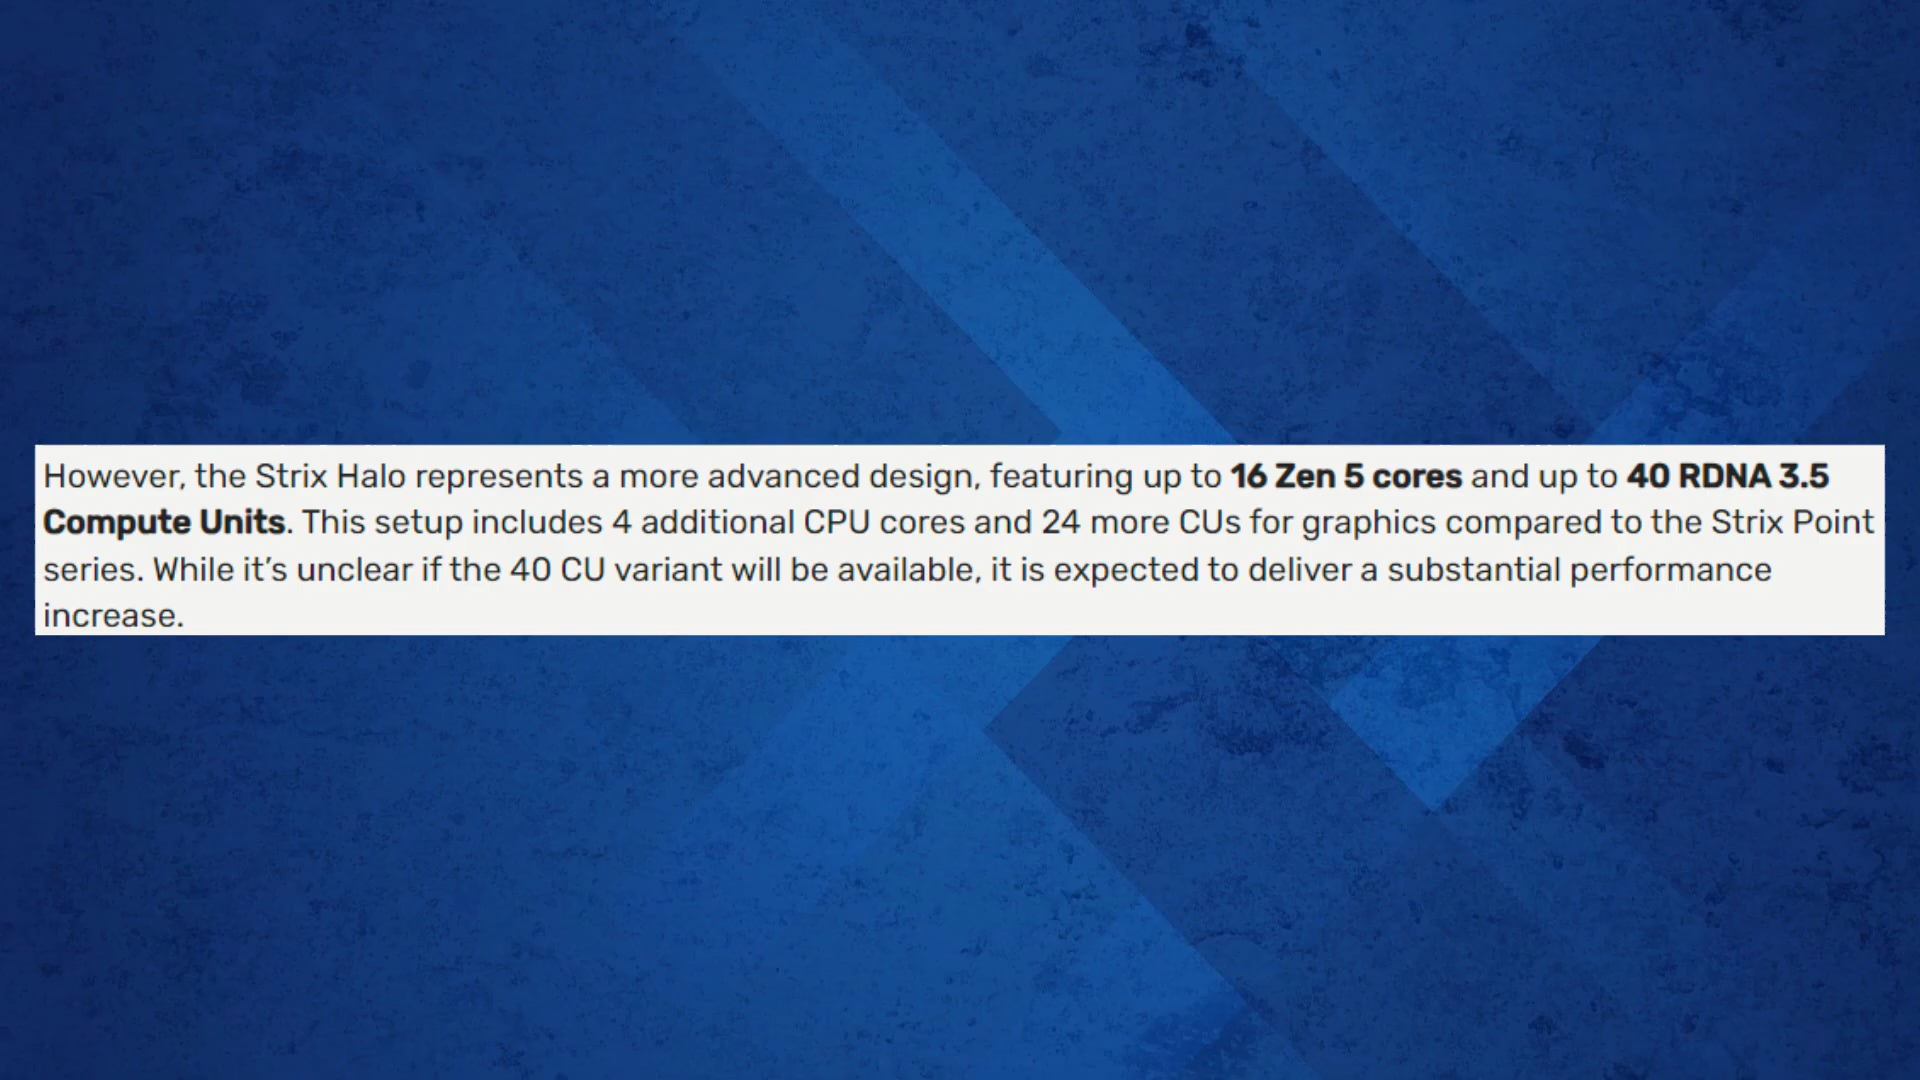 However, the Strix Halo represents a more advanced design, featuring up to 16 Zen 5 cores and up to 40 RDNA 3.5
Compute Units. This setup includes 4 additional CPU cores and 24 more CUs for graphics compared to the Strix Point
series. While it’s unclear if the 40 CU variant will be available, it is expected to deliver a substantial performance
increase.